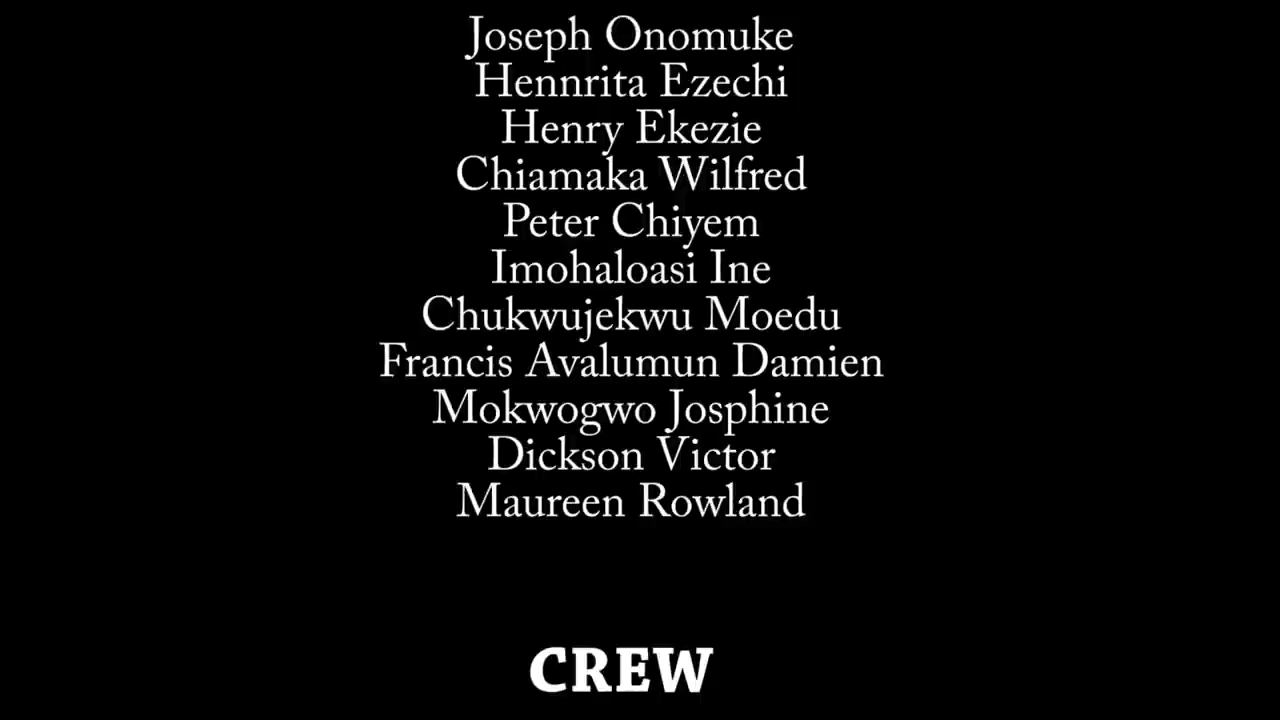 Joseph Onomuke
Hennrita Ezechi
Henry Ekezie
Chiamaka Wilfred
Peter Chiyem
Imohaloasi Ine
Chukwujekwu Moedu
Francis Avalumun Damien
Mokwogwo Josphine
Dickson Victor
Maureen Rowland
CREW